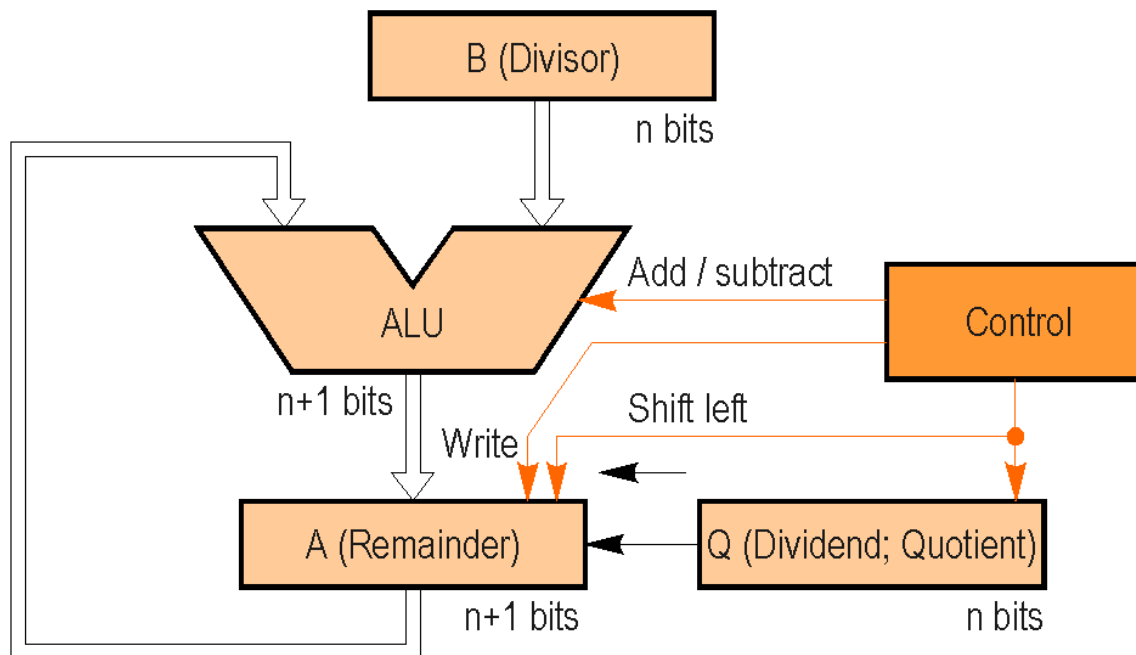 B (Divisor)
n bits
Add / subtract
ALU
Control
n+1 bits
Shift left
Write
A (Remainder)
Q (Dividend; Quotient)
n+1 bits
n bits